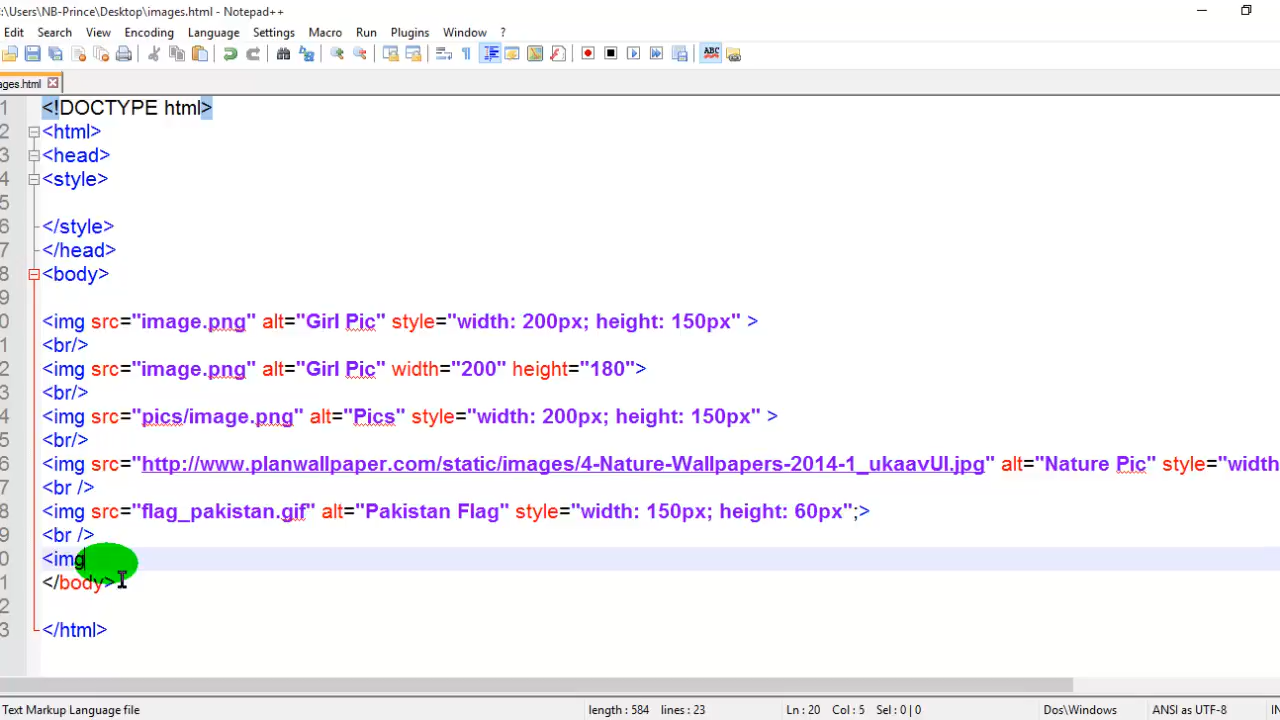 :\Users\NB-Prince\Desktop\images.html - Notepad++
Edit Search View Encoding Language Settings Macro Run Plugins Window ?
ABC
ages.html
1 <!DOCTYPE html>
2 <html>
3 <head>
4 <style>
5
6 </style>
7 </head>
8 <body>
9
0 <img src="image.png" alt="Girl Pic" style="width: 200px; height: 150px" >
1 <br/>
2 <img src="image.png" alt="Girl Pic" width="200" height="180">
3 <br/>
4 <img src="pics/image.png" alt="Pics" style="width: 200px; height: 150px" >
5 <br/>
6 <img src="http://www.planwallpaper.com/static/images/4-Nature-Wallpapers-2014-1_ukaavUI.jpg" alt="Nature Pic" style="width
7 <br />
8 <img src="flag_pakistan.gif" alt="Pakistan Flag" style="width: 150px; height: 60px";>
9 <br />
0 <img
1 </body>
2
3 </html>
Text Markup Language file length : 584 lines : 23 Ln : 20 Col : 5 Sel : 0 | 0 Dos\Windows ANSI as UTF-8 IN